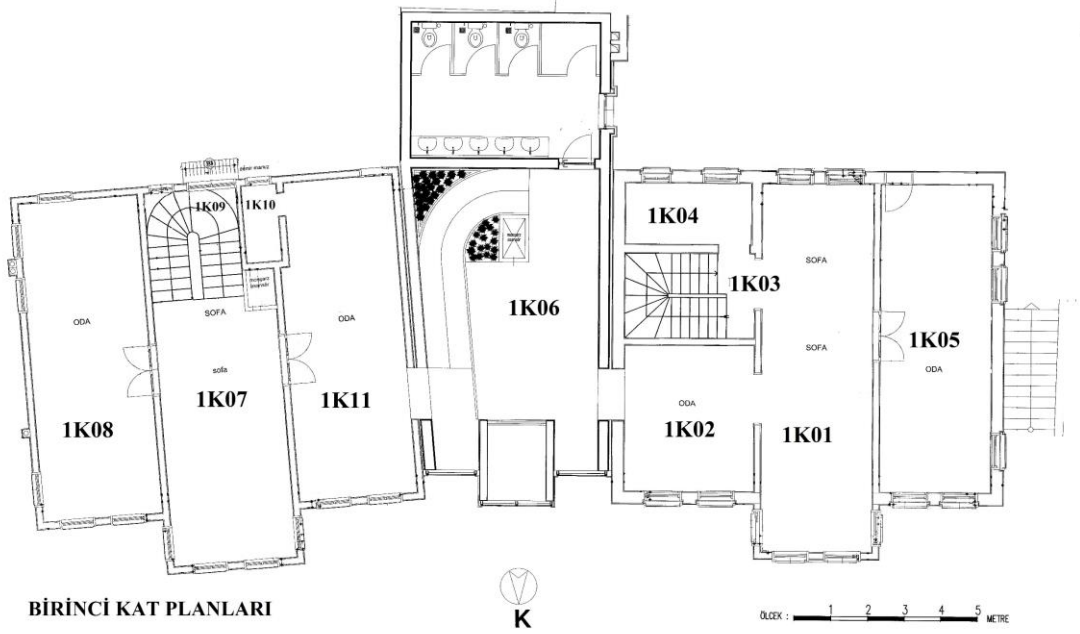 1K09
1K10
ODA
SOFA
sofa
ODA
1K08
1K07
1K11
1K06
1K04
1K03
SOFA
SOFA
1K05
ODA
ODA
1K02
1K01
BİRİNCİ KAT PLANLARI
K
ÖLÇEK : 1 2 3 4 5 METRE